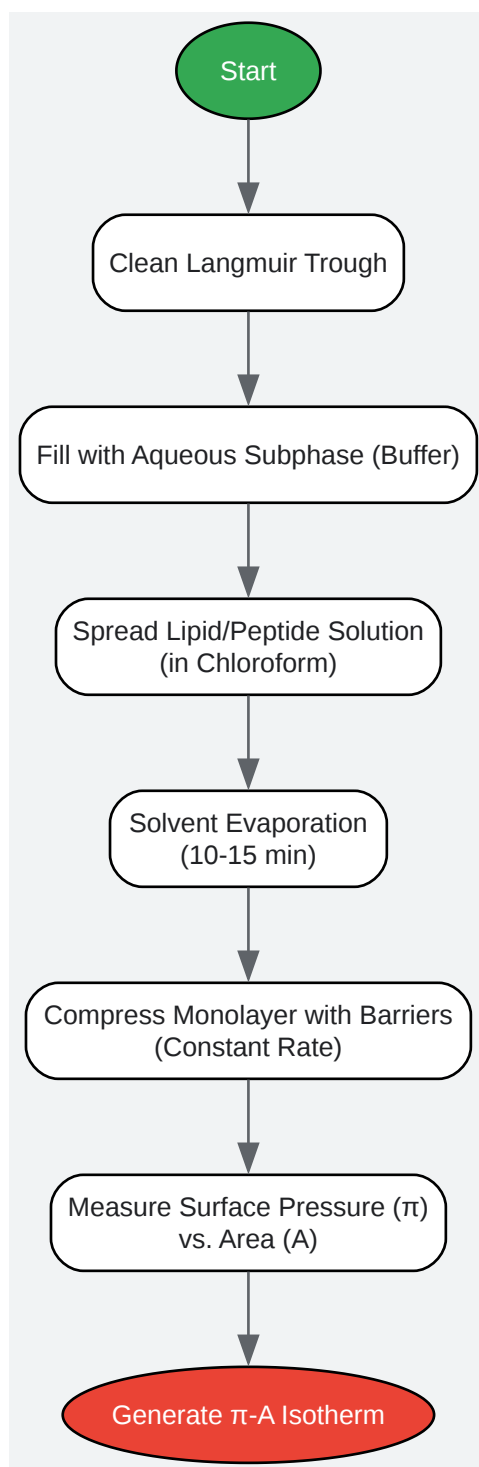 Start
Clean Langmuir Trough
Fill with Aqueous Subphase (Buffer)
Spread Lipid/Peptide Solution
(in Chloroform)
Solvent Evaporation
(10-15 min)
Compress Monolayer with Barriers
(Constant Rate)
Measure Surface Pressure (π)
vs. Area (A)
Generate π-A Isotherm